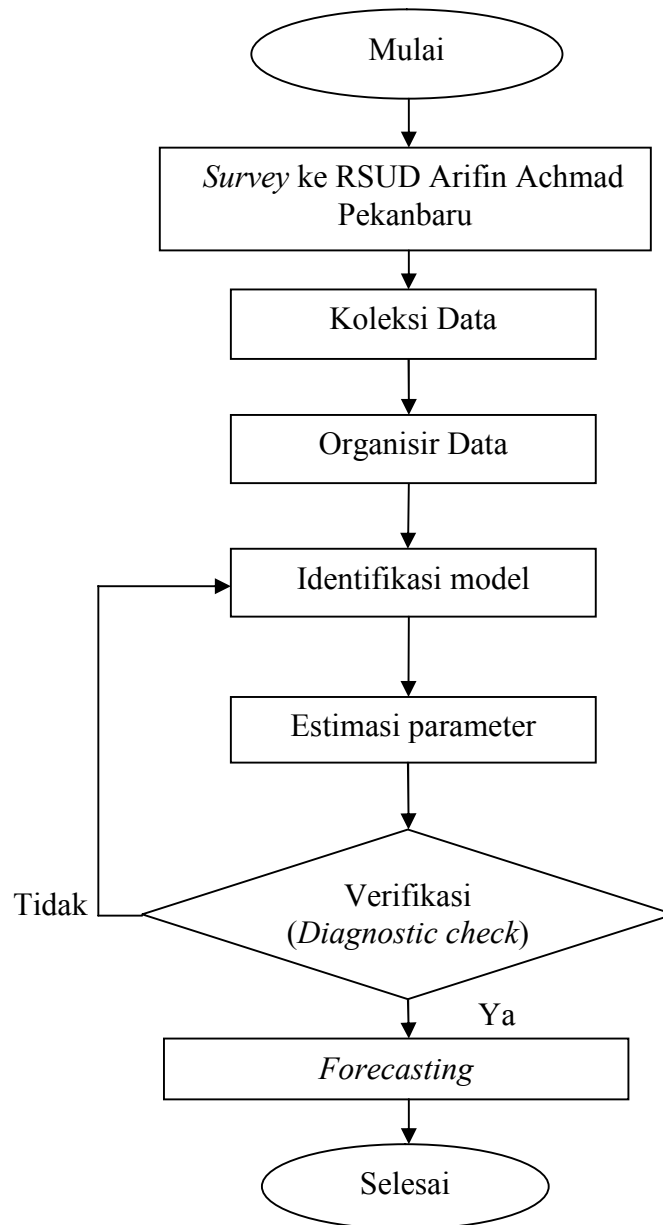 Mulai
Survey ke RSUD Arifin Achmad
Pekanbaru
Koleksi Data
Organisir Data
Identifikasi model
Estimasi parameter
Verifikasi
(Diagnostic check)
Tidak
Ya
Forecasting
Selesai